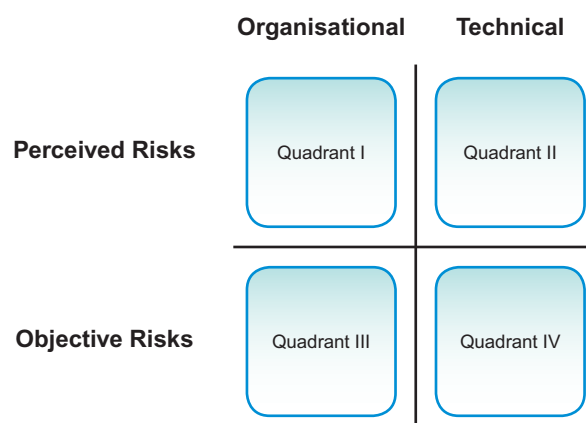 Organisational Technical
Perceived Risks
Quadrant I
Quadrant II
Objective Risks
Quadrant III
Quadrant IV